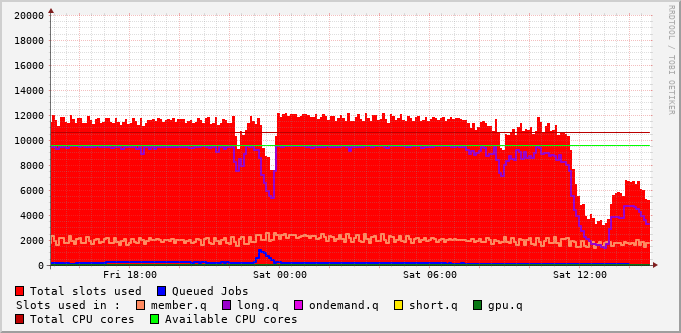 20000
18000
16000
14000
12000
10000
8000
6000
4000
2000
0
Fri 18:00 Sat 00:00 Sat 06:00 Sat 12:00
RRDTOOL / TOBI OETIKER
Total slots used Queued Jobs
Slots used in : member.q long.q ondemand.q short.q gpu.q
Total CPU cores Available CPU cores